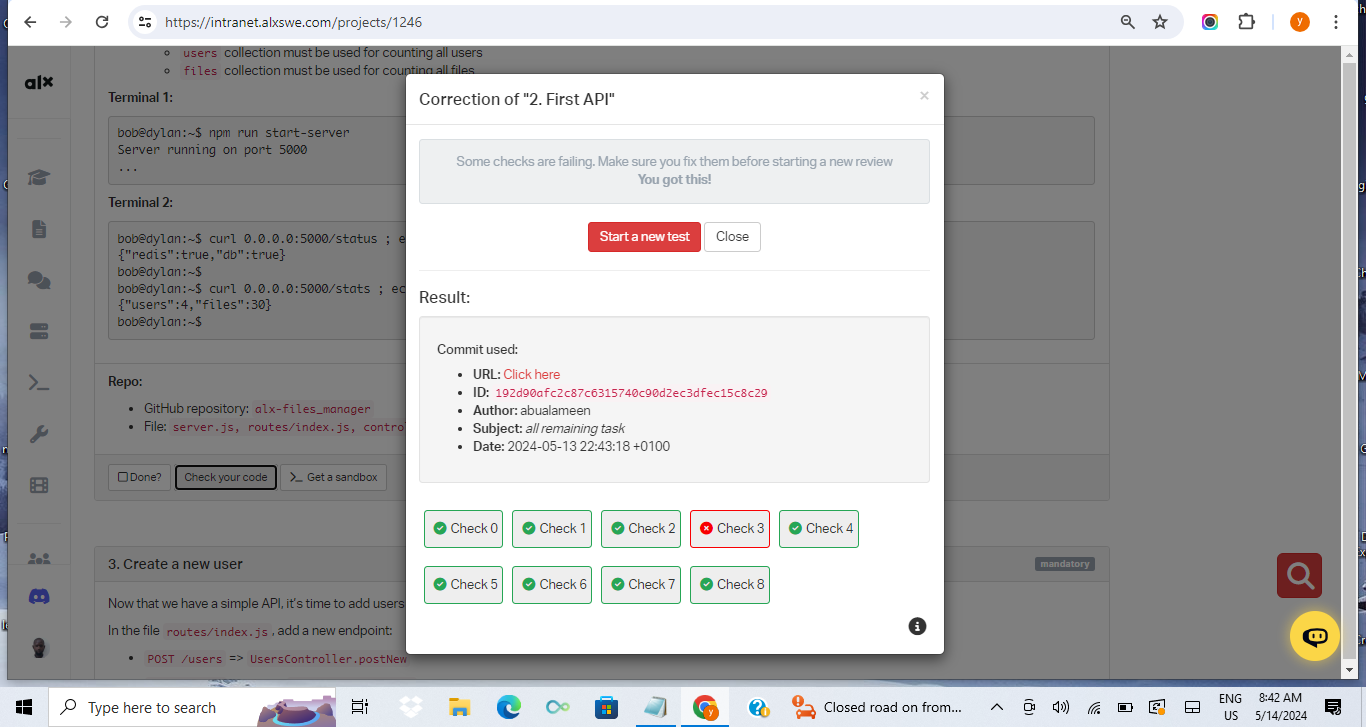 https://intranet.alxswe.com/projects/1246
y
alx
users collection must be used for counting all users
files collection must be used for counting all files
Terminal 1:
bob@dylan:~$ npm run start-server
Server running on port 5000
...
Terminal 2:
bob@dylan:~$ curl 0.0.0.0:5000/status ; e
{"redis":true,"db":true}
bob@dylan:~$
bob@dylan:~$ curl 0.0.0.0:5000/stats ; ec
{"users":4,"files":30}
bob@dylan:~$
Repo:
GitHub repository: alx-files_manager
File: server.js, routes/index.js, contro
Done? Check your code Get a sandbox
3. Create a new user
mandatory
Now that we have a simple API, it's time to add users
In the file routes/index.js, add a new endpoint:
POST /users => UsersController.postNew
Correction of "2. First API"
×
Some checks are failing. Make sure you fix them before starting a new review
You got this!
Start a new test Close
Result:
Commit used:
URL: Click here
ID: 192d90afc2c87c6315740c90d2ec3dfec15c8c29
Author: abualameen
Subject: all remaining task
Date: 2024-05-13 22:43:18 +0100
Check 0 Check 1 Check 2 Check 3 Check 4
Check 5 Check 6 Check 7 Check 8
Type here to search
Closed road on from...
ENG
US
8:42 AM
5/14/2024